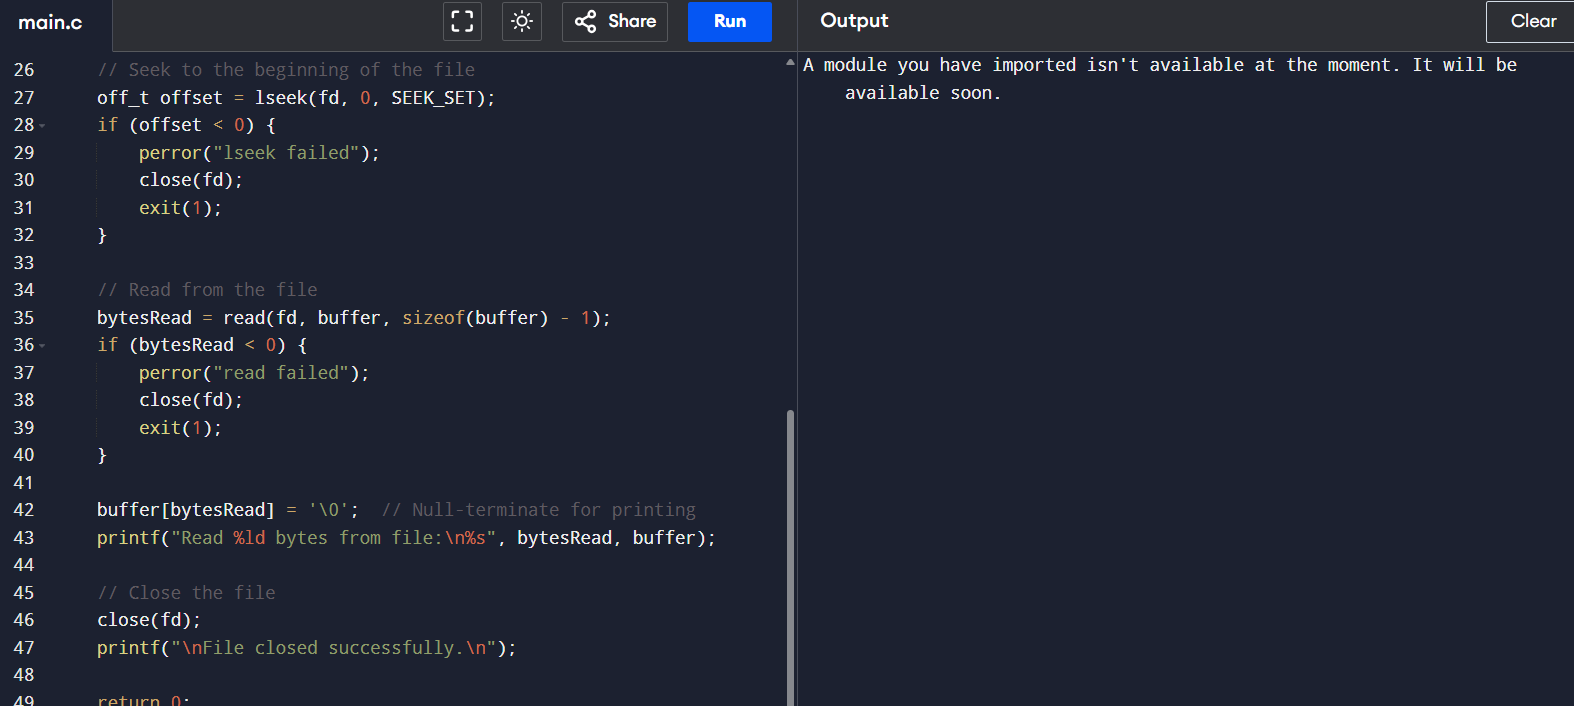 main.c
Share
Run
Output
Clear
26 // Seek to the beginning of the file
27 off_t offset = lseek(fd, 0, SEEK_SET);
28 if (offset < 0) {
29 perror("lseek failed");
30 close(fd);
31 exit(1);
32 }
33
34 // Read from the file
35 bytesRead = read(fd, buffer, sizeof(buffer) - 1);
36 if (bytesRead < 0) {
37 perror("read failed");
38 close(fd);
39 exit(1);
40 }
41
42 buffer[bytesRead] = '\0';  // Null-terminate for printing
43 printf("Read %ld bytes from file:\n%s", bytesRead, buffer);
44
45 // Close the file
46 close(fd);
47 printf("\nFile closed successfully.\n");
48
49 return 0;
A module you have imported isn't available at the moment. It will be
available soon.